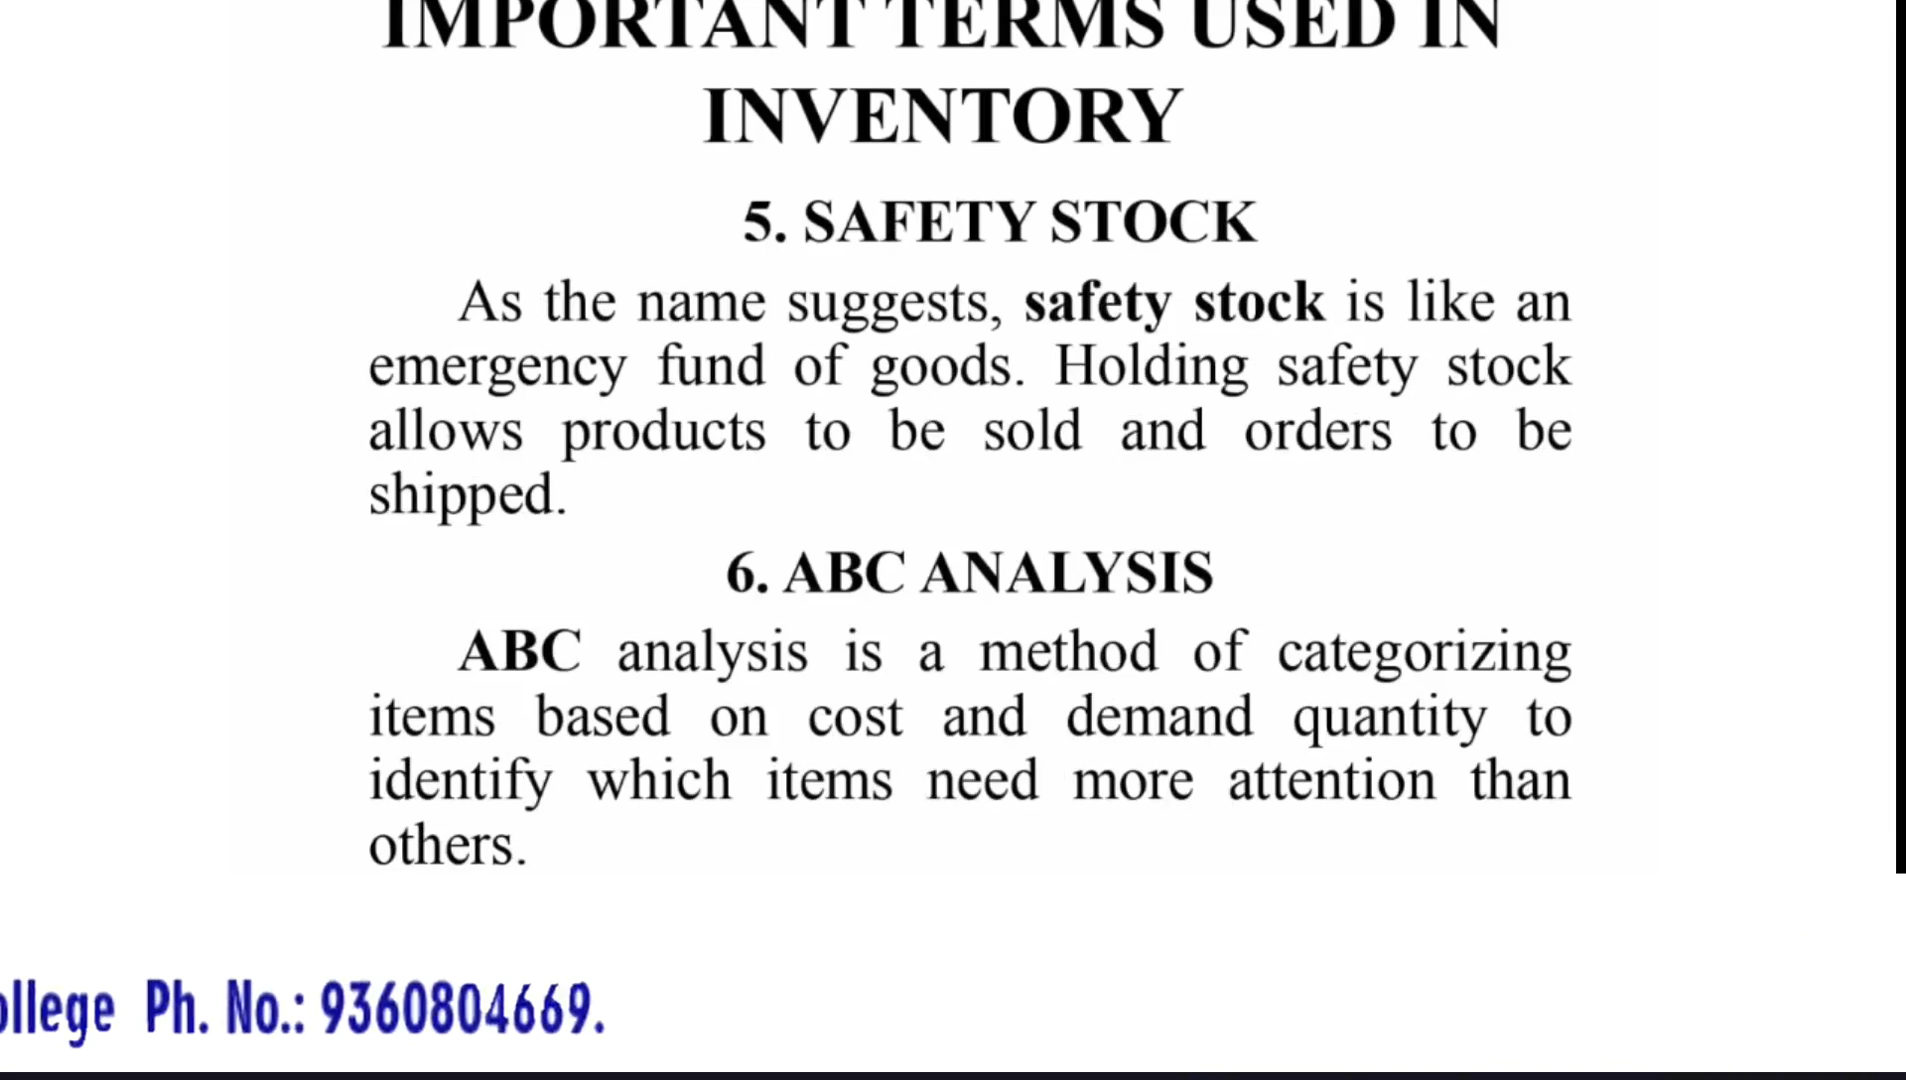 IMPORTANT TERMS USED IN
INVENTORY
5. SAFETY STOCK
As the name suggests, safety stock is like an
emergency fund of goods. Holding safety stock
allows products to be sold and orders to be
shipped.
6. ABC ANALYSIS
ABC analysis is a method of categorizing
items based on cost and demand quantity to
identify which items need more attention than
others.
ollege Ph. No.: 9360804669.